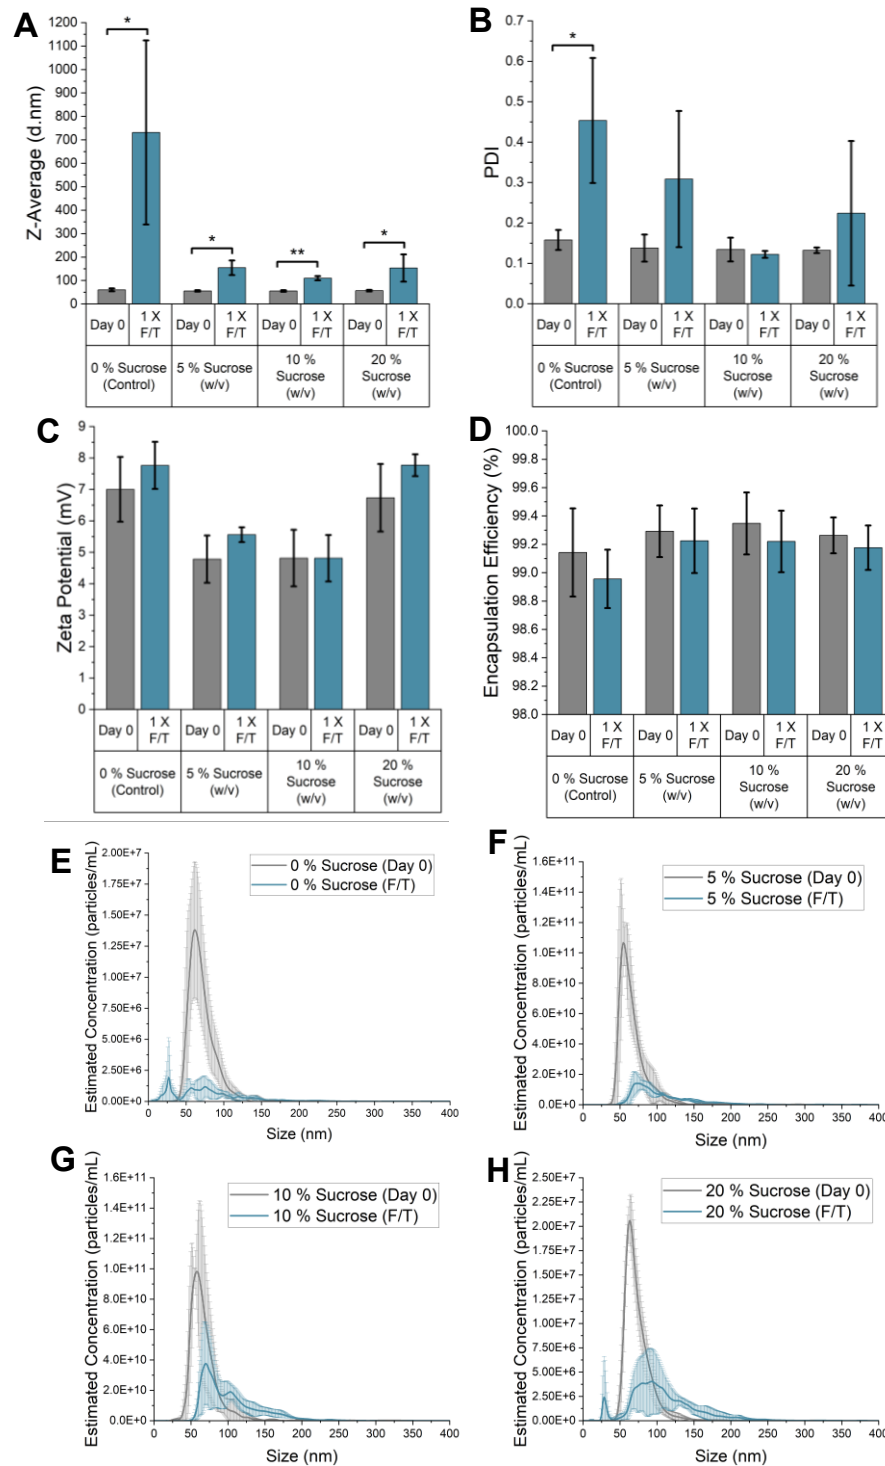 A
1200
1100
1000
900
800
700
600
500
400
300
200
100
0
Z-Average (d.nm)
*
*
**
*
Day 0
1 X
F/T
Day 0
1 X
F/T
Day 0
1 X
F/T
Day 0
1 X
F/T
0 % Sucrose
(Control)
5 % Sucrose
(w/v)
10 %
Sucrose
(w/v)
20 %
Sucrose
(w/v)
B
0.7
0.6
0.5
0.4
0.3
0.2
0.1
0.0
PDI
*
Day 0
1 X
F/T
Day 0
1 X
F/T
Day 0
1 X
F/T
Day 0
1 X
F/T
0 % Sucrose
(Control)
5 % Sucrose
(w/v)
10 %
Sucrose
(w/v)
20 %
Sucrose
(w/v)
C
9
8
7
6
5
4
3
2
1
0
Zeta Potential (mV)
Day 0
1 X
F/T
Day 0
1 X
F/T
Day 0
1 X
F/T
Day 0
1 X
F/T
0 % Sucrose
(Control)
5 % Sucrose
(w/v)
10 %
Sucrose
(w/v)
20 %
Sucrose
(w/v)
D
100.0
99.8
99.6
99.4
99.2
99.0
98.8
98.6
98.4
98.2
98.0
Encapsulation Efficiency (%)
Day 0
1 X
F/T
Day 0
1 X
F/T
Day 0
1 X
F/T
Day 0
1 X
F/T
0 % Sucrose
(Control)
5 % Sucrose
(w/v)
10 %
Sucrose
(w/v)
20 %
Sucrose
(w/v)
E
2.00E+7
1.75E+7
1.50E+7
1.25E+7
1.00E+7
7.50E+6
5.00E+6
2.50E+6
0.00
Estimated Concentration (particles/mL)
0 % Sucrose (Day 0)
0 % Sucrose (F/T)
0 50 100 150 200 250 300 350 400
Size (nm)
F
1.6E+11
1.4E+11
1.2E+11
1.0E+11
8.0E+10
6.0E+10
4.0E+10
2.0E+10
0.0E+0
Estimated Concentration (particles/mL)
5 % Sucrose (Day 0)
5 % Sucrose (F/T)
0 50 100 150 200 250 300 350 400
Size (nm)
G
1.6E+11
1.4E+11
1.2E+11
1.0E+11
8.0E+10
6.0E+10
4.0E+10
2.0E+10
0.0E+0
Estimated Concentration (particles/mL)
10 % Sucrose (Day 0)
10 % Sucrose (F/T)
0 50 100 150 200 250 300 350 400
Size (nm)
H
2.50E+7
2.25E+7
2.00E+7
1.75E+7
1.50E+7
1.25E+7
1.00E+7
7.50E+6
5.00E+6
2.50E+6
0.00
Estimated Concentration (particles/mL)
20 % Sucrose (Day 0)
20 % Sucrose (F/T)
0 50 100 150 200 250 300 350 400
Size (nm)